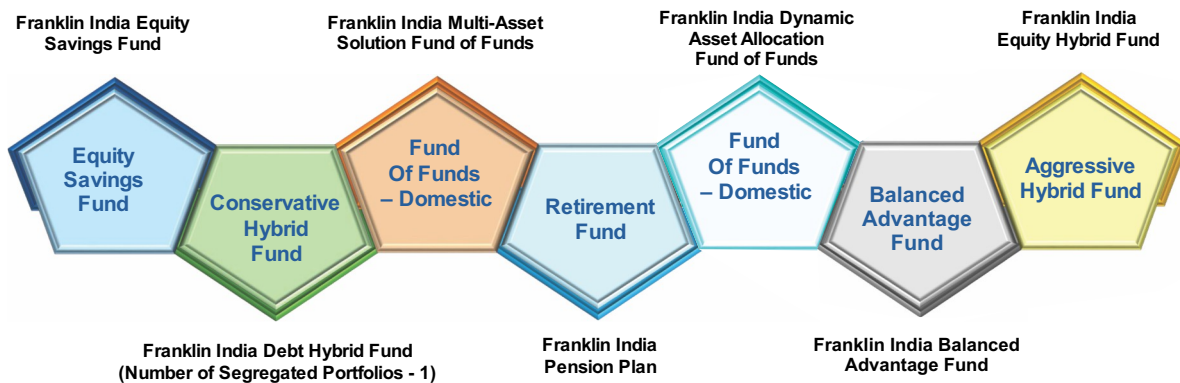 Franklin India Equity
Savings Fund
Franklin India Multi-Asset
Solution Fund of Funds
Franklin India Dynamic
Asset Allocation
Fund of Funds
Franklin India
Equity Hybrid Fund
Equity
Savings
Fund
Conservative
Hybrid
Fund
Fund
Of Funds
– Domestic
Retirement
Fund
Fund
Of Funds
– Domestic
Balanced
Advantage
Fund
Aggressive
Hybrid Fund
Franklin India Debt Hybrid Fund
(Number of Segregated Portfolios - 1)
Franklin India
Pension Plan
Franklin India Balanced
Advantage Fund